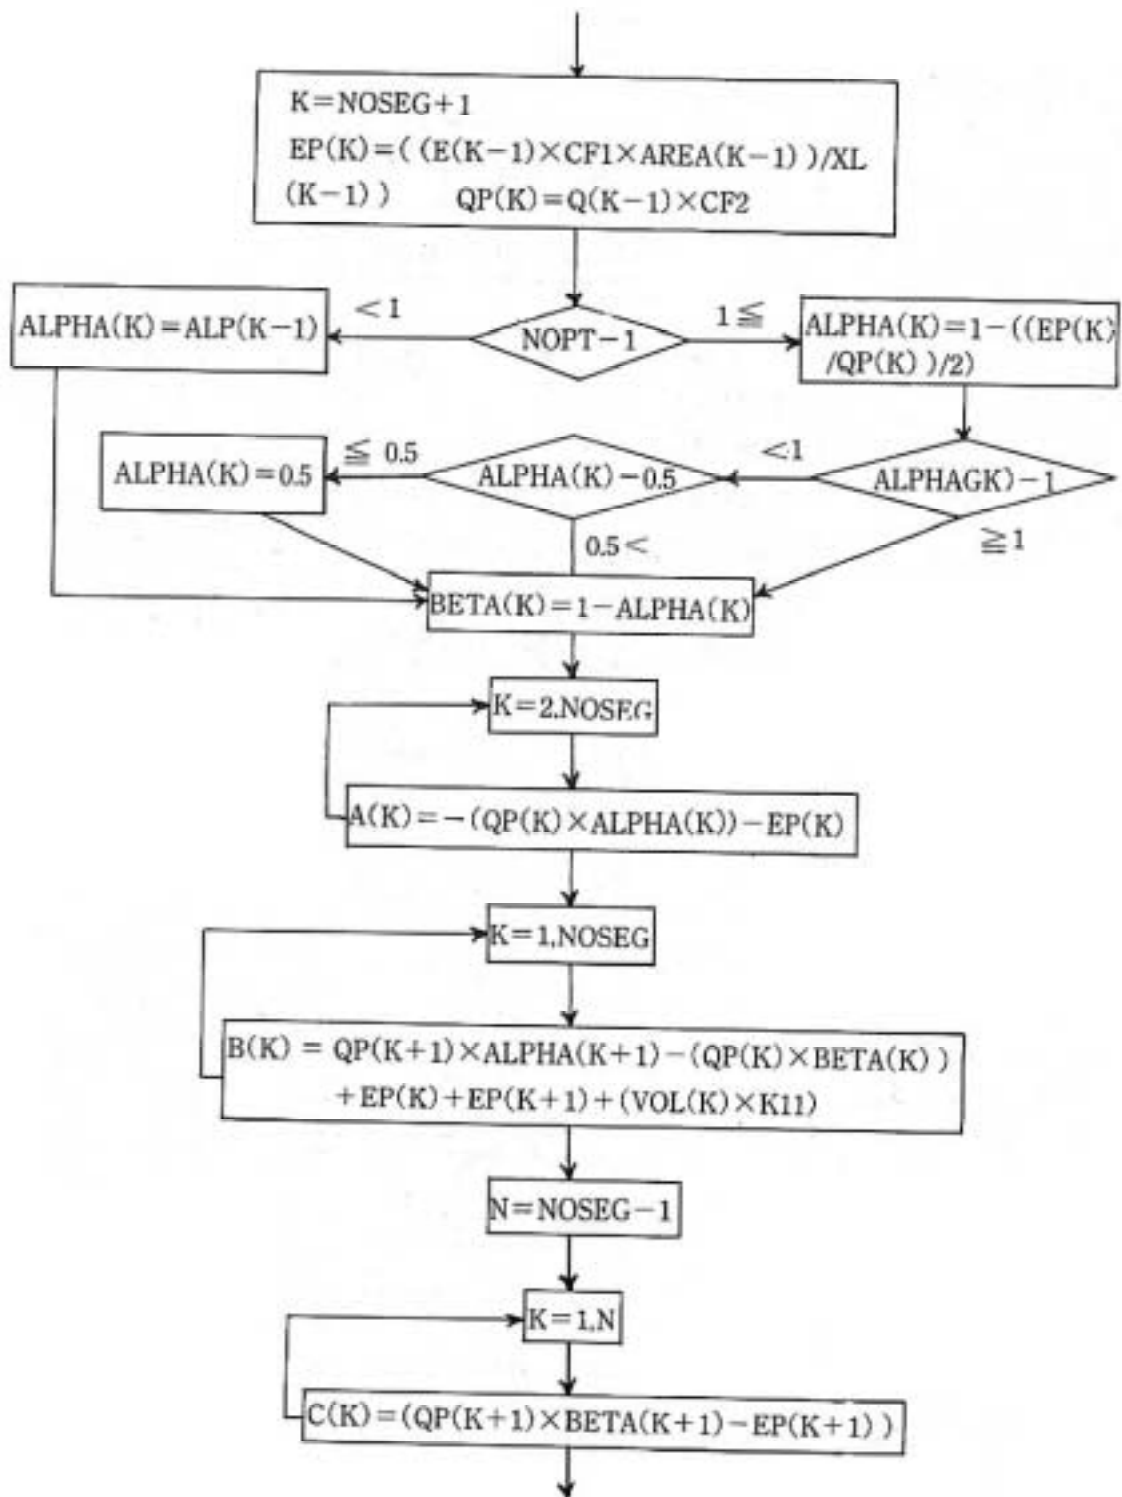 K=NOSEG+1
EP(K)=( (E(K-1)×CF1×AREA(K-1) )/XL
(K-1) ) QP(K)=Q(K-1)×CF2
ALPHA(K)=ALP(K-1)
<1
NOPT-1
1≦
ALPHA(K)=1-((EP(K)
/QP(K) )/2)
ALPHA(K)=0.5
≦ 0.5
ALPHA(K)-0.5
<1
ALPHAGK)-1
0.5<
≧1
BETA(K)=1-ALPHA(K)
K=2,NOSEG
A(K)=-(QP(K)×ALPHA(K))-EP(K)
K=1,NOSEG
B(K) = QP(K+1)×ALPHA(K+1)-(QP(K)×BETA(K) )
+EP(K)+EP(K+1)+(VOL(K)×K11)
N=NOSEG-1
K=1,N
C(K)=(QP(K+1)×BETA(K+1)-EP(K+1) )